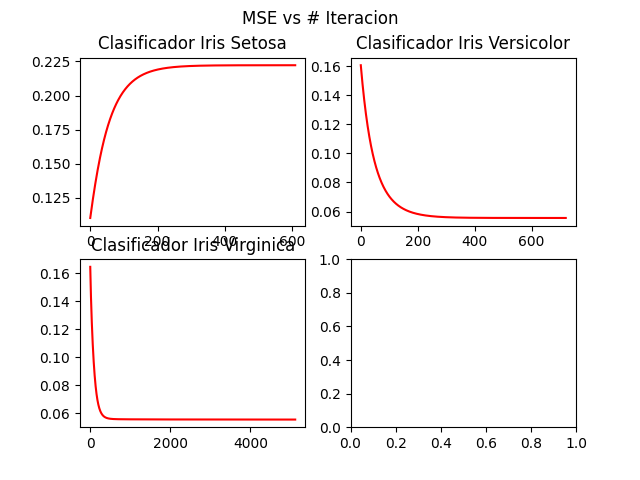 MSE vs # Iteracion
Clasificador Iris Setosa
0.225
0.200
0.175
0.150
0.125
0 200 400 600
Clasificador Iris Versicolor
0.16
0.14
0.12
0.10
0.08
0.06
0 200 400 600
Clasificador Iris Virginica
0.16
0.14
0.12
0.10
0.08
0.06
0 2000 4000
1.0
0.8
0.6
0.4
0.2
0.0
0.0 0.2 0.4 0.6 0.8 1.0